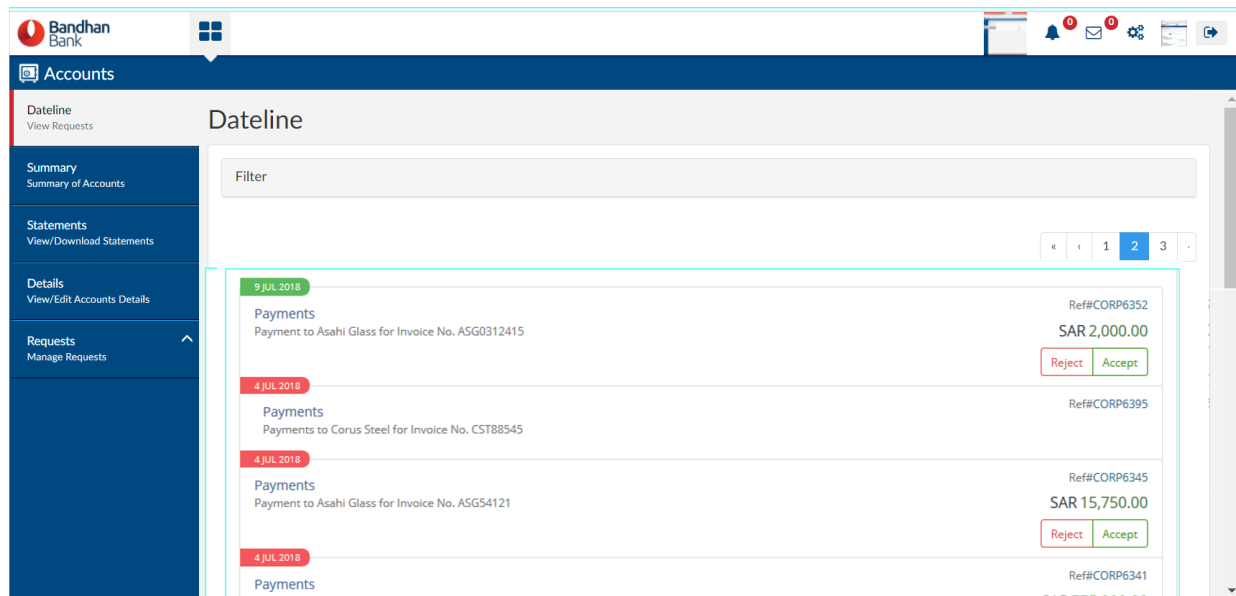 Bandhan
Bank
0
0
Accounts
Dateline
View Requests
Summary
Summary of Accounts
Statements
View/Download Statements
Details
View/Edit Accounts Details
Requests
Manage Requests
Dateline
Filter
« ‹ 1 2 3
9 JUL 2018
Ref#CORP6352
Payments
Payment to Asahi Glass for Invoice No. ASG0312415
SAR 2,000.00
Reject Accept
4 JUL 2018
Ref#CORP6395
Payments
Payments to Corus Steel for Invoice No. CST88545
4 JUL 2018
Ref#CORP6345
Payments
Payment to Asahi Glass for Invoice No. ASG54121
SAR 15,750.00
Reject Accept
4 JUL 2018
Ref#CORP6341
Payments